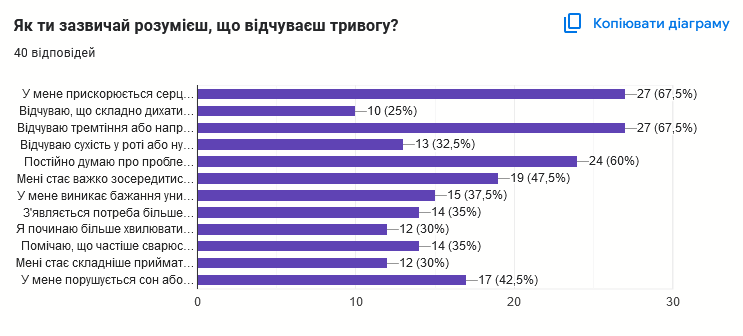 Як ти зазвичай розумієш, що відчуваєш тривогу?
Копіювати діаграму
40 відповідей
У мене прискорюється серц... 27 (67,5%)
Відчуваю, що складно дихати... 10 (25%)
Відчуваю тремтіння або напр... 27 (67,5%)
Відчуваю сухість у роті або ну... 13 (32,5%)
Постійно думаю про пробле... 24 (60%)
Мені стає важко зосередитис... 19 (47,5%)
У мене виникає бажання уни... 15 (37,5%)
З'являється потреба більше... 14 (35%)
Я починаю більше хвилювати... 12 (30%)
Помічаю, що частіше сварюс... 14 (35%)
Мені стає складніше приймат... 12 (30%)
У мене порушується сон або... 17 (42,5%)
0 10 20 30